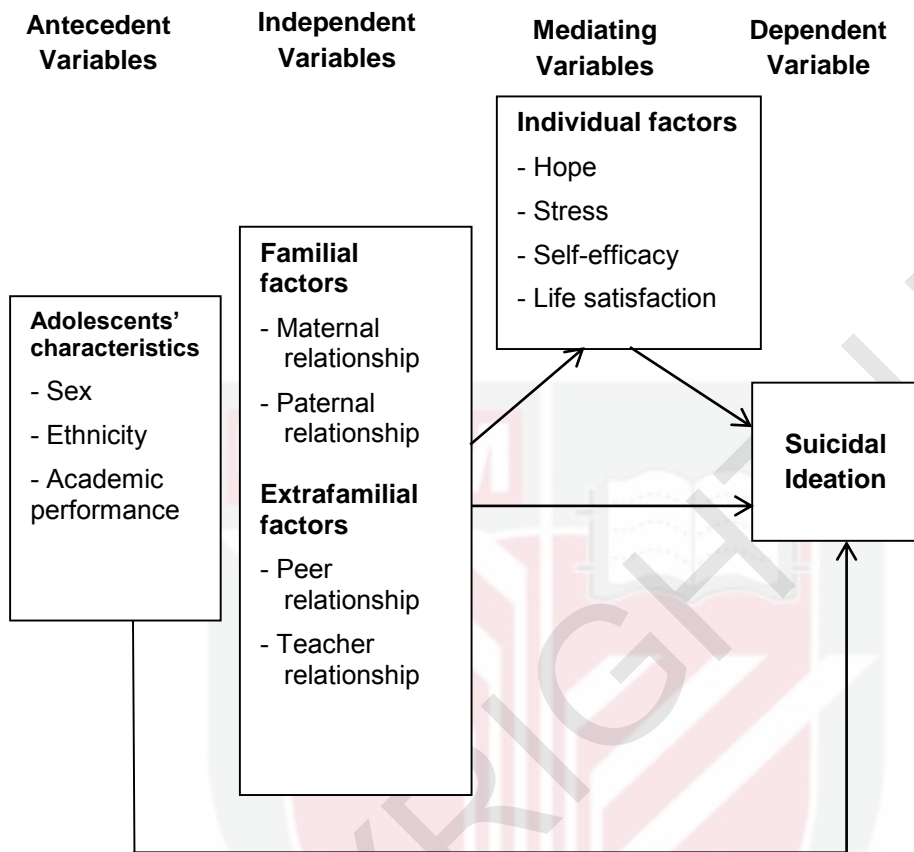 Antecedent
Variables
Independent
Variables
Mediating
Variables
Dependent
Variable
Individual factors
- Hope
- Stress
- Self-efficacy
- Life satisfaction
Familial
factors
- Maternal
relationship
- Paternal
relationship
Extrafamilial
factors
- Peer
relationship
- Teacher
relationship
Adolescents’
characteristics
- Sex
- Ethnicity
- Academic
performance
Suicidal
Ideation